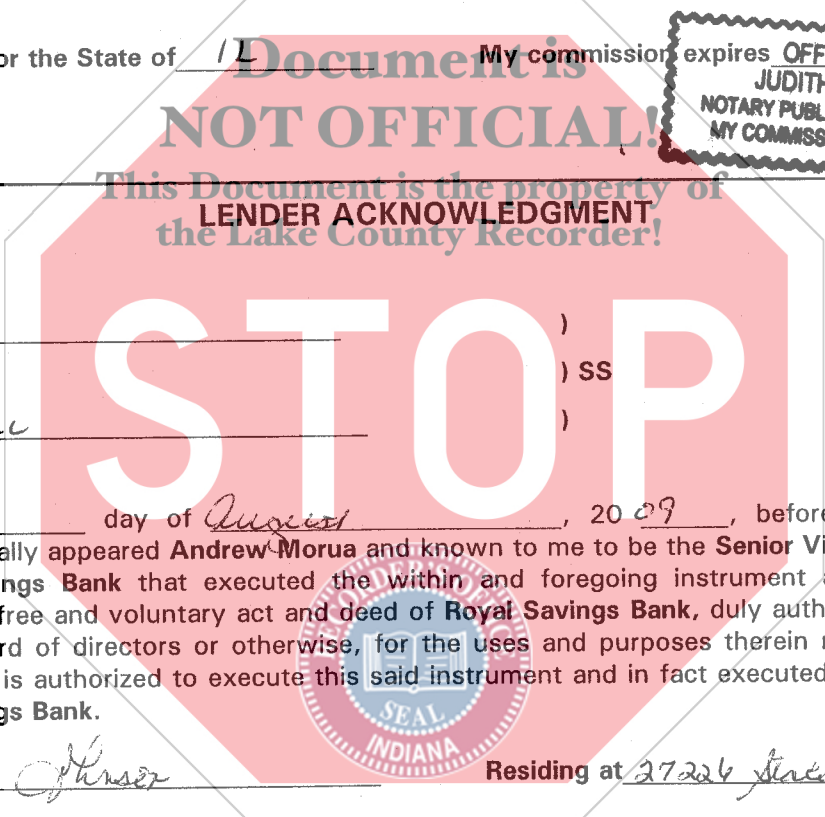 or the State of IL My commission expires OFF
JUDITH
NOTARY PUBL
MY COMMISS
Document is
NOT OFFICIAL!
This Document is the property of
the Lake County Recorder!
LENDER ACKNOWLEDGMENT
STOP
)
) SS
)
day of August, 20 09, before
ally appeared Andrew Morua and known to me to be the Senior Vi
ngs Bank that executed the within and foregoing instrument
free and voluntary act and deed of Royal Savings Bank, duly auth
rd of directors or otherwise, for the uses and purposes therein
is authorized to execute this said instrument and in fact executed
gs Bank.
RECORDER'S OFFICE
SEAL
INDIANA
Residing at 27226